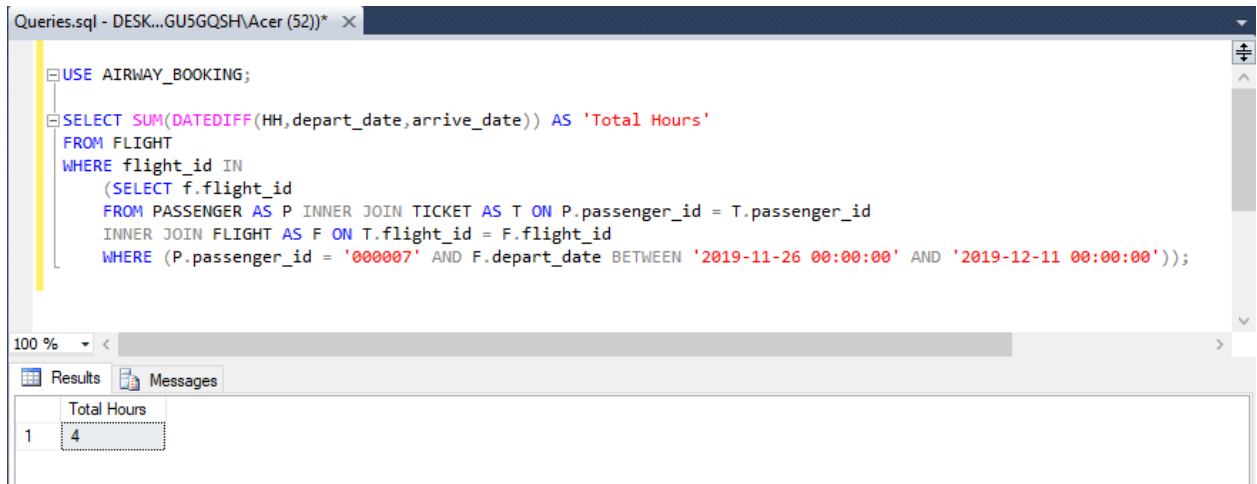 Queries.sql - DESK...GU5GQSH\Acer (52))*
USE AIRWAY_BOOKING;
SELECT SUM(DATEDIFF(HH,depart_date,arrive_date)) AS 'Total Hours'
FROM FLIGHT
WHERE flight_id IN
(SELECT f.flight_id
FROM PASSENGER AS P INNER JOIN TICKET AS T ON P.passenger_id = T.passenger_id
INNER JOIN FLIGHT AS F ON T.flight_id = F.flight_id
WHERE (P.passenger_id = '000007' AND F.depart_date BETWEEN '2019-11-26 00:00:00' AND '2019-12-11 00:00:00'));
100 %
Results Messages
Total Hours
1 4